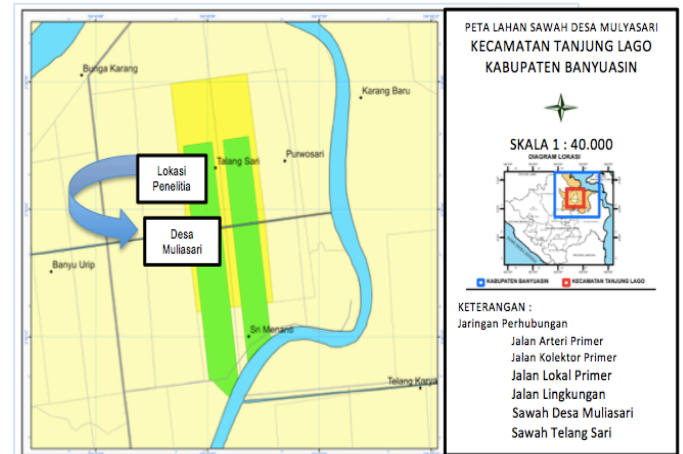 Bunga Karang
Karang Baru
Lokasi
Penelitia
Talang Sari
Purwosari
Desa
Muliasari
Banyu Urip
Sri Menanti
Telang Karya
PETA LAHAN SAWAH DESA MULYASARI
KECAMATAN TANJUNG LAGO
KABUPATEN BANYUASIN
SKALA 1 : 40.000
DIAGRAM LOKASI
KABUPATEN BANYUASIN
KECAMATAN TANJUNG LAGO
KETERANGAN :
Jaringan Perhubungan
Jalan Arteri Primer
Jalan Kolektor Primer
Jalan Lokal Primer
Jalan Lingkungan
Sawah Desa Muliasari
Sawah Telang Sari